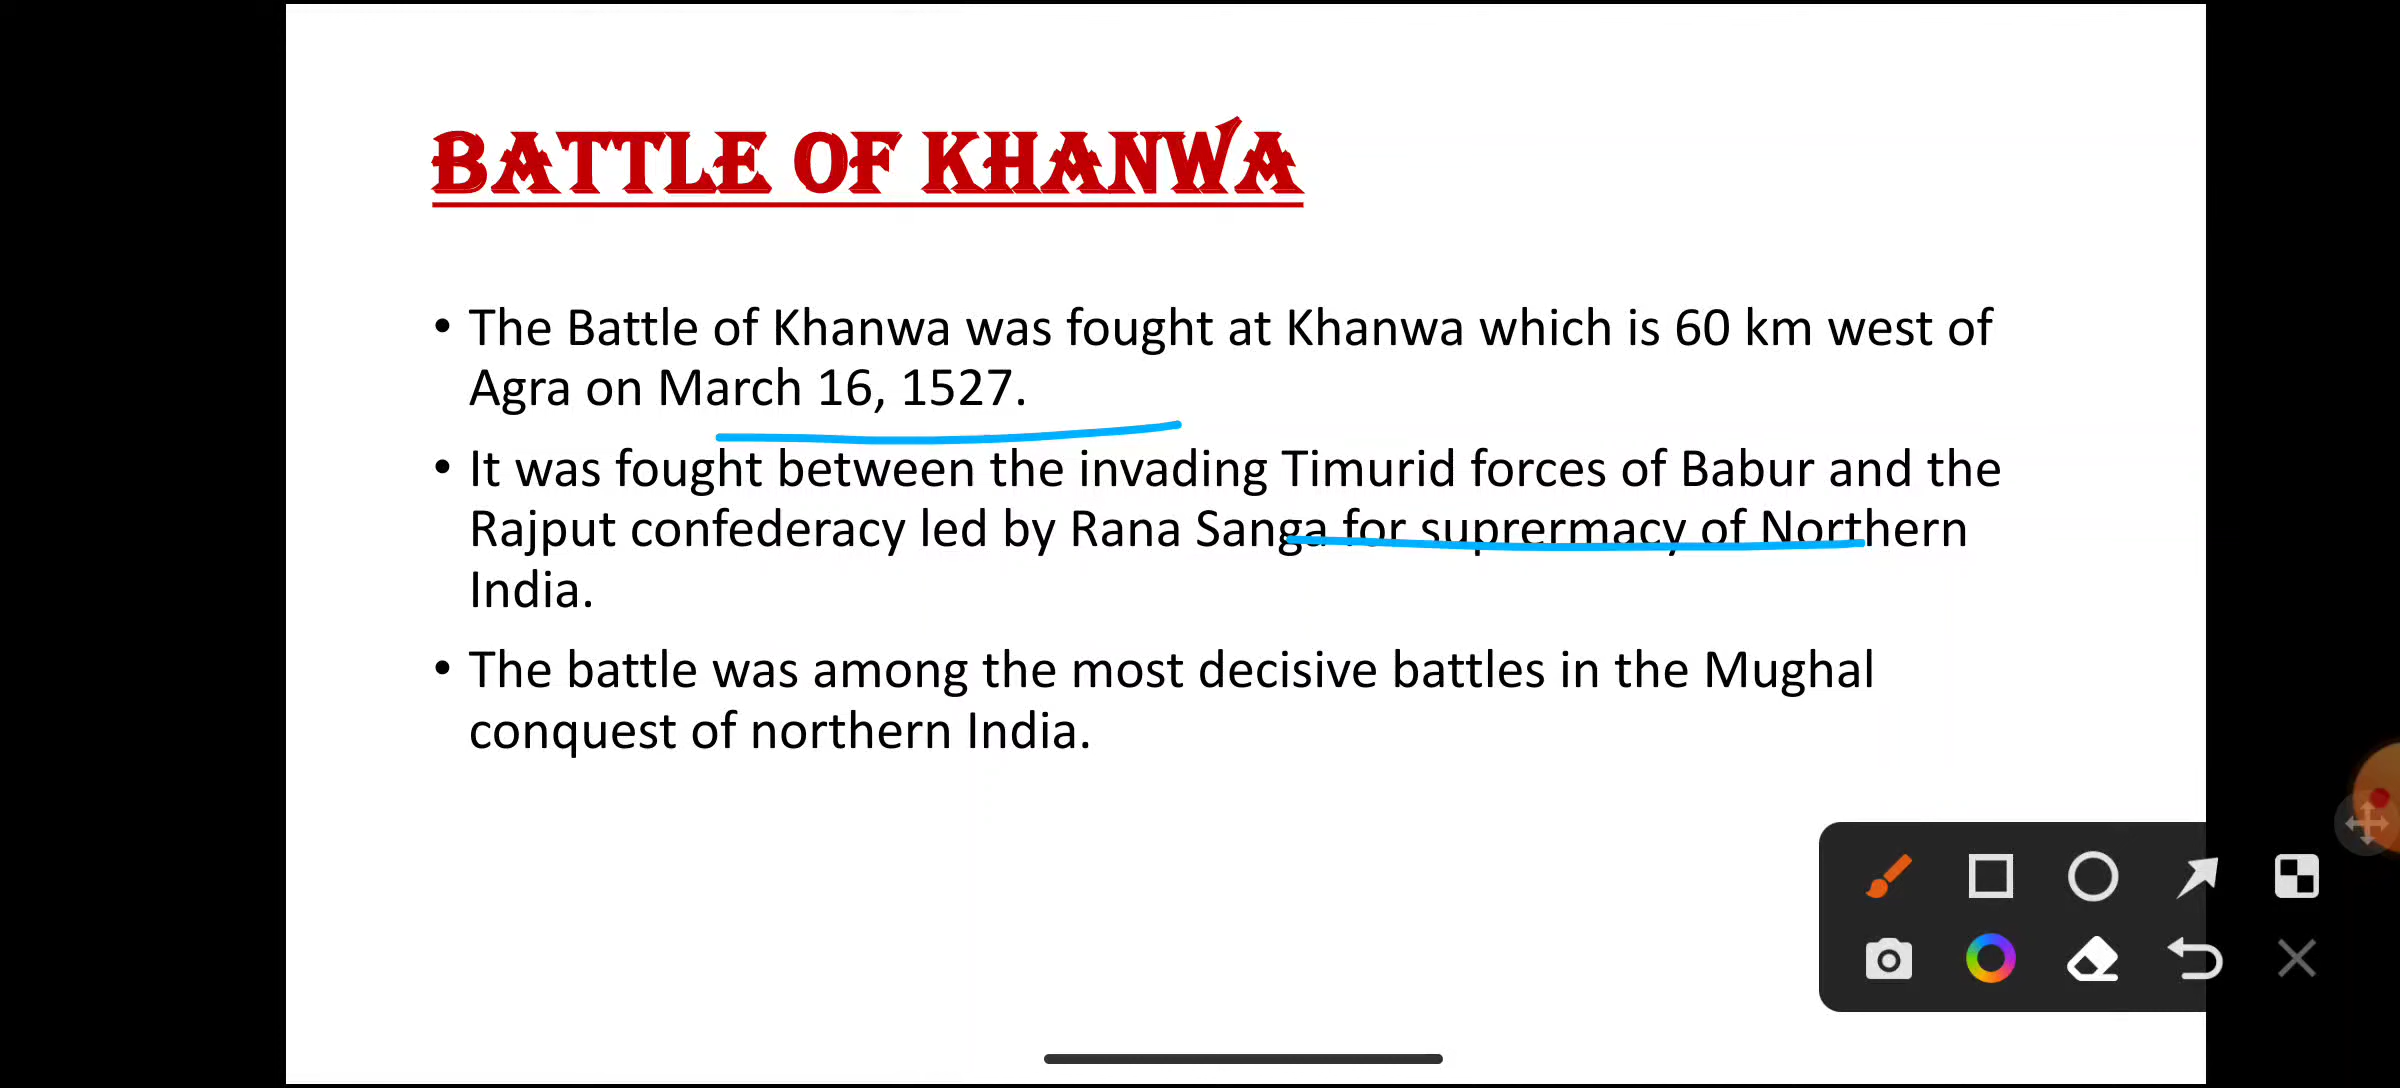 BATTLE OF KHANWA
• The Battle of Khanwa was fought at Khanwa which is 60 km west of
Agra on March 16, 1527.
• It was fought between the invading Timurid forces of Babur and the
Rajput confederacy led by Rana Sanga for suprermacy of Northern
India.
• The battle was among the most decisive battles in the Mughal
conquest of northern India.